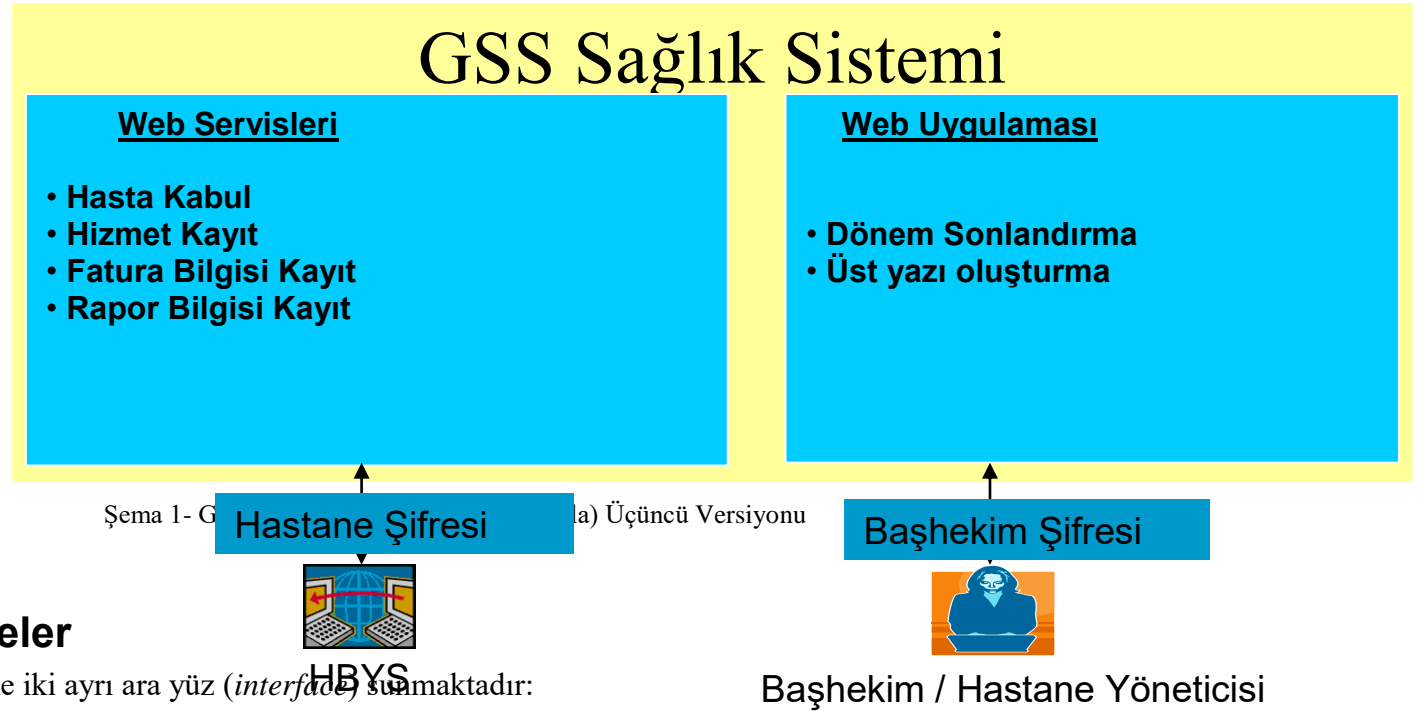 GSS Sağlık Sistemi
Web Servisleri
• Hasta Kabul
• Hizmet Kayıt
• Fatura Bilgisi Kayıt
• Rapor Bilgisi Kayıt
Web Uygulaması
• Dönem Sonlandırma
• Üst yazı oluşturma
Şema 1- G
la) Üçüncü Versiyonu
Hastane Şifresi
Başhekim Şifresi
eler
HBYS
e iki ayrı ara yüz (interface) sunmaktadır:
Başhekim / Hastane Yöneticisi